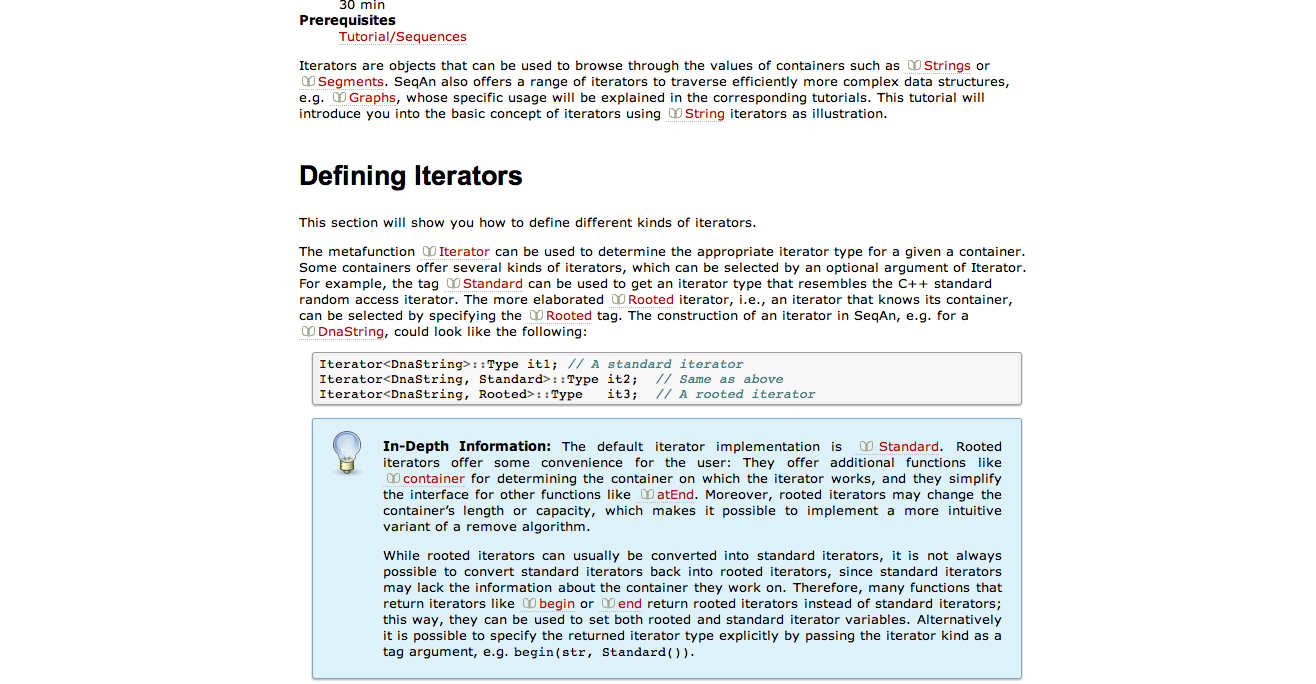 30 min
Prerequisites
Tutorial/Sequences
Iterators are objects that can be used to browse through the values of containers such as Strings or
Segments. SeqAn also offers a range of iterators to traverse efficiently more complex data structures,
e.g. Graphs, whose specific usage will be explained in the corresponding tutorials. This tutorial will
introduce you into the basic concept of iterators using String iterators as illustration.
Defining Iterators
This section will show you how to define different kinds of iterators.
The metafunction Iterator can be used to determine the appropriate iterator type for a given a container.
Some containers offer several kinds of iterators, which can be selected by an optional argument of Iterator.
For example, the tag Standard can be used to get an iterator type that resembles the C++ standard
random access iterator. The more elaborated Rooted iterator, i.e., an iterator that knows its container,
can be selected by specifying the Rooted tag. The construction of an iterator in SeqAn, e.g. for a
DnaString, could look like the following:
Iterator<DnaString>::Type it1; // A standard iterator
Iterator<DnaString, Standard>::Type it2;  // Same as above
Iterator<DnaString, Rooted>::Type   it3;  // A rooted iterator
In-Depth Information: The default iterator implementation is Standard. Rooted
iterators offer some convenience for the user: They offer additional functions like
container for determining the container on which the iterator works, and they simplify
the interface for other functions like atEnd. Moreover, rooted iterators may change the
container's length or capacity, which makes it possible to implement a more intuitive
variant of a remove algorithm.
While rooted iterators can usually be converted into standard iterators, it is not always
possible to convert standard iterators back into rooted iterators, since standard iterators
may lack the information about the container they work on. Therefore, many functions that
return iterators like begin or end return rooted iterators instead of standard iterators;
this way, they can be used to set both rooted and standard iterator variables. Alternatively
it is possible to specify the returned iterator type explicitly by passing the iterator kind as a
tag argument, e.g. begin(str, Standard()).